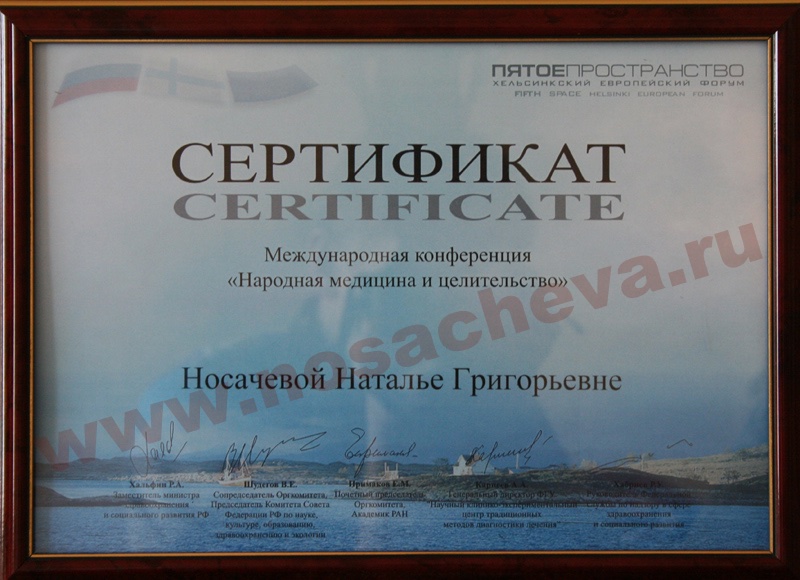 ПЯТОЕПРОСТРАНСТВО
ХЕЛЬСИНКСКИЙ ЕВРОПЕЙСКИЙ ФОРУМ
FIFTH SPACE HELSINKI EUROPEAN FORUM
СЕРТИФИКАТ
CERTIFICATE
Международная конференция
«Народная медицина и целительство»
www.nosacheva.ru
Носачевой Наталье Григорьевне
Хальфин Р.А.
Заместитель министра
здравоохранения
и социального развития РФ
Шудегов В.Е.
Сопредседатель Оргкомитета,
Председатель Комитета Совета
Федерации РФ по науке,
культуре, образованию,
здравоохранению и экологии
Примаков Е.М.
Почетный председатель
Оргкомитета,
Академик РАН
Карпеев А.А.
Генеральный директор ФГУ
"Научный клинико-экспериментальный
центр традиционных
методов диагностики лечения"
Хабриев Р.У.
Руководитель Федеральной
службы по надзору в сфере
здравоохранения
и социального развития